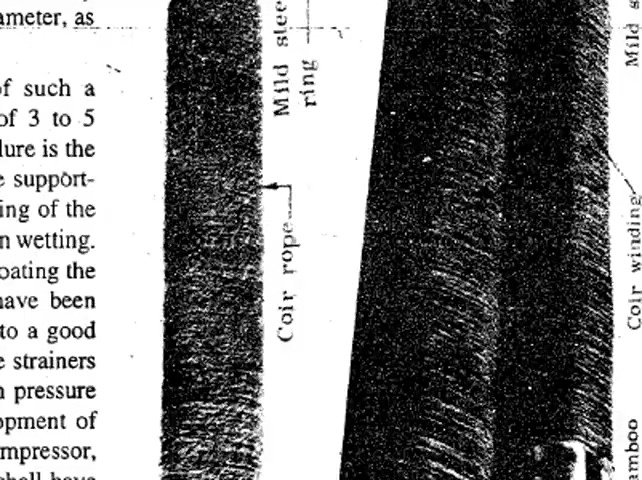 ameter, as
of such a
of 3 to 5
lure is the
e support-
ing of the
n wetting.
oating the
have been
to a good
e strainers
n pressure
opment of
mpressor,
shell have
Mild stee
ring
Coir rope
Mild s
Coir winding
amboo